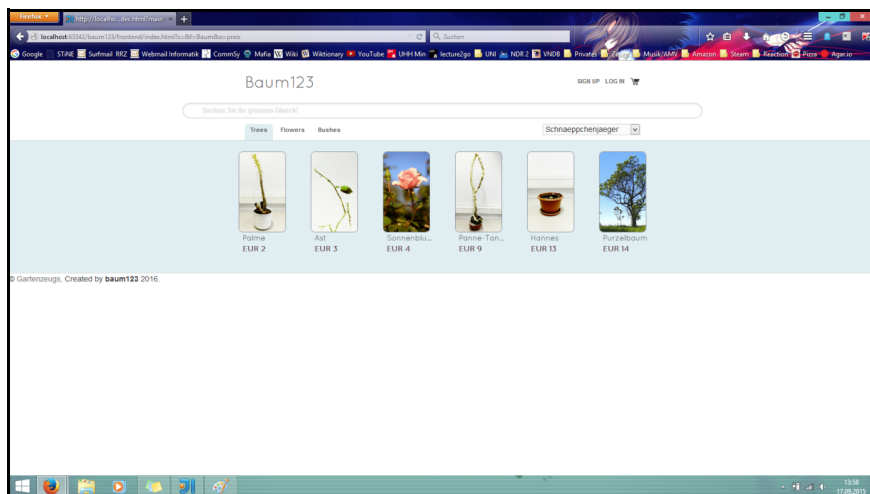 Firefox
http://localho...der.html?main
localhost:63342/baum123/frontend/index.html?s=&f=Baum&o=preis
Suchen
Google STiNE Surfmail RRZ Webmail Informatik CommSy Mafia Wiki Wiktionary YouTube UHH Min lecture2go UNI NDR 2 VNDB Privates Musik/AMV Amazon Steam Reaction Pizza Agar.io
Baum123
SIGN UP LOG IN
Suchen Sie Ihr grünes Glück!
Trees Flowers Bushes
Schnaeppchenjaeger
Palme Ast Sonnenblu... Panne-Tan... Hannes Purzelbaum
EUR 2 EUR 3 EUR 4 EUR 9 EUR 13 EUR 14
© Gartenzeugs, Created by baum123 2016.
13:58
17.09.2015